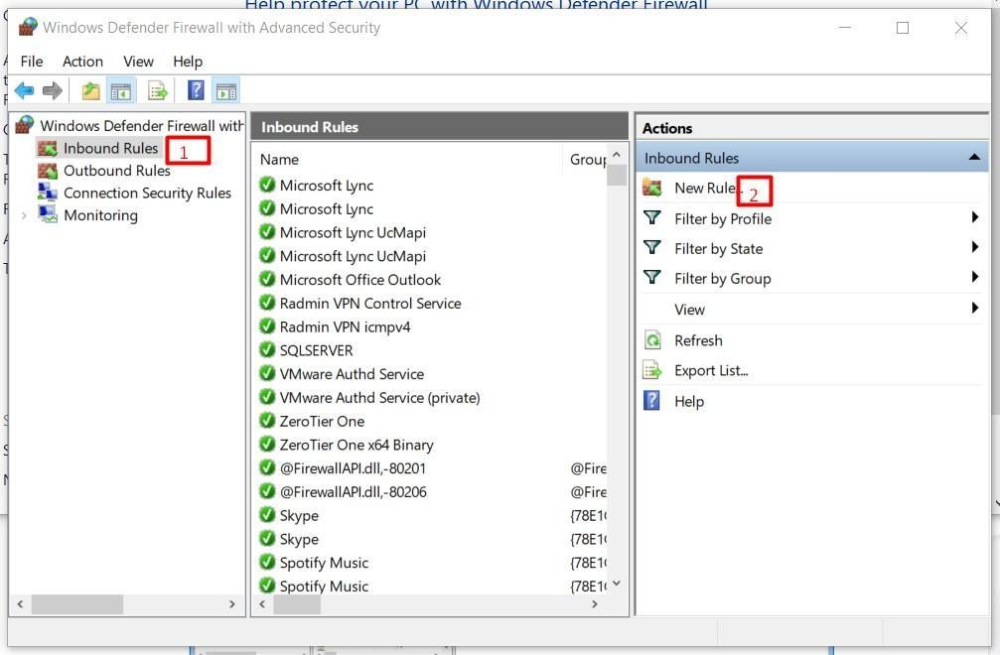 Help protect your PC with Windows Defender Firewall
Windows Defender Firewall with Advanced Security
File Action View Help
Windows Defender Firewall with
Inbound Rules
1
Outbound Rules
Connection Security Rules
Monitoring
Inbound Rules
Name Group
Microsoft Lync
Microsoft Lync
Microsoft Lync UcMapi
Microsoft Lync UcMapi
Microsoft Office Outlook
Radmin VPN Control Service
Radmin VPN icmpv4
SQLSERVER
VMware Authd Service
VMware Authd Service (private)
ZeroTier One
ZeroTier One x64 Binary
@FirewallAPI.dll,-80201 @Fire
@FirewallAPI.dll,-80206 @Fire
Skype {78E1
Skype {78E1
Spotify Music {78E1
Spotify Music {78E1
Actions
Inbound Rules
New Rule..
2
Filter by Profile
Filter by State
Filter by Group
View
Refresh
Export List...
Help